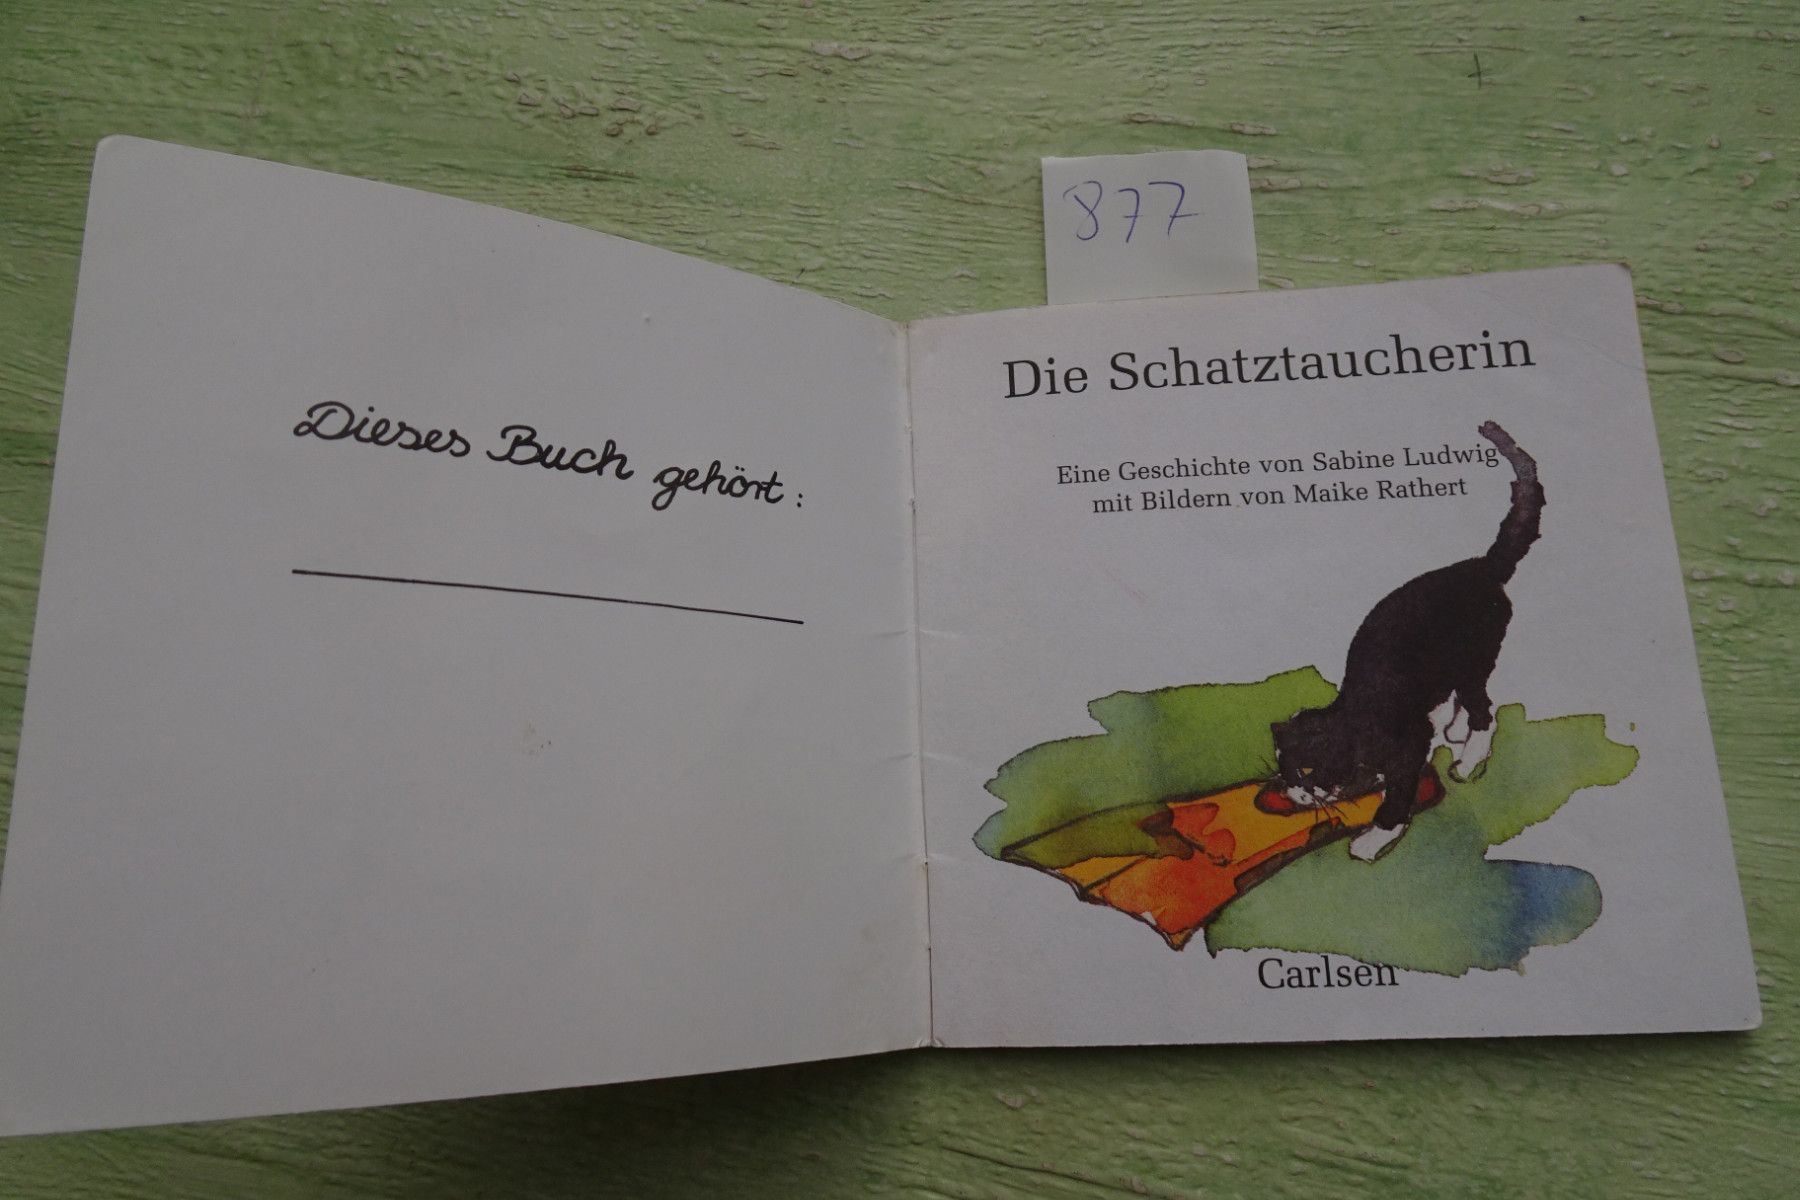 Dieses Buch gehört:
877
Die Schatztaucherin
Eine Geschichte von Sabine Ludwig
mit Bildern von Maike Rathert
Carlsen